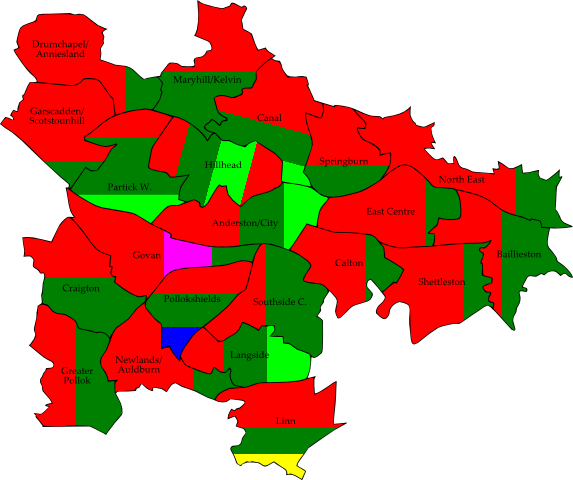 Drumchapel/
Anniesland
Maryhill/Kelvin
Garscadden/
Scotstounhill
Canal
Springburn
Hillhead
North East
Partick W.
East Centre
Anderston/City
Govan
Calton
Baillieston
Shettleston
Craigton
Pollokshields
Southside C.
Langside
Newlands/
Auldburn
Greater
Pollok
Linn